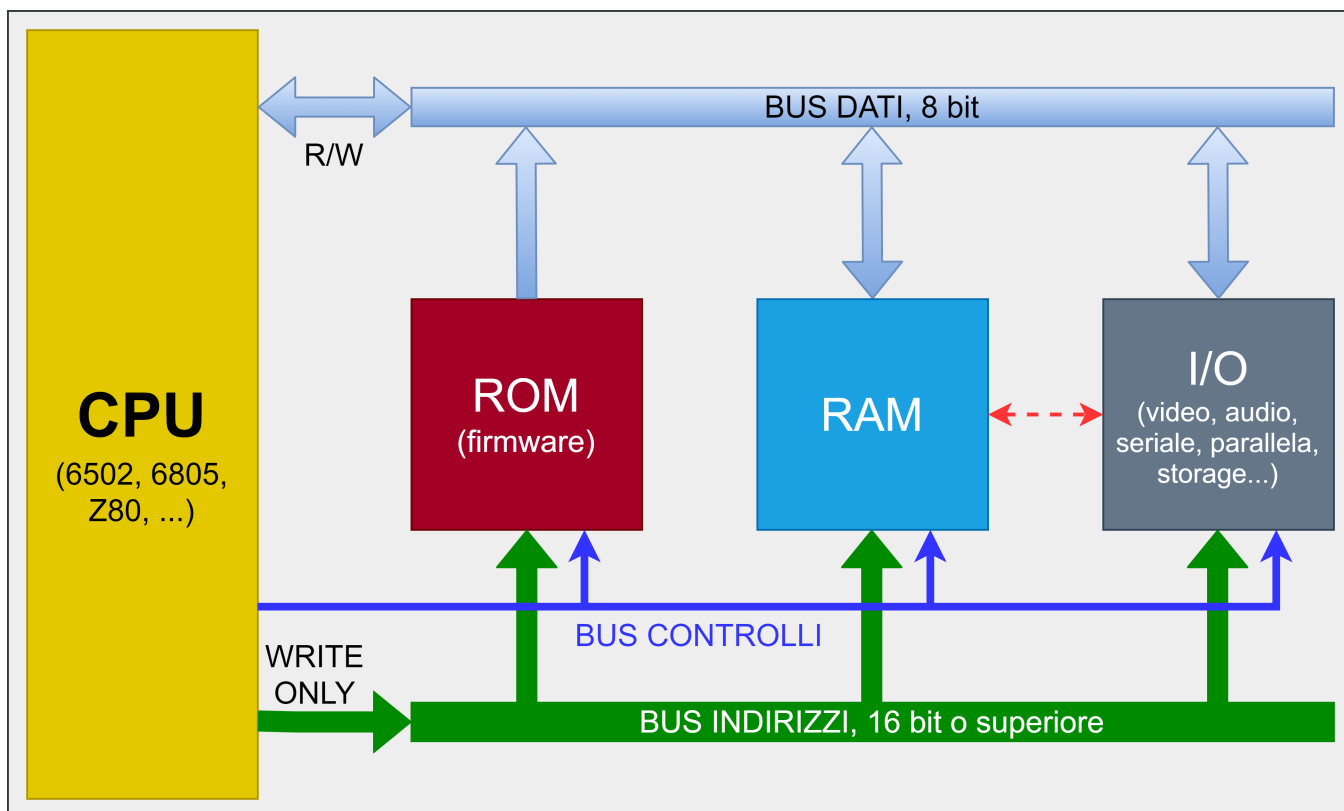 BUS DATI, 8 bit
R/W
CPU
(6502, 6805,
Z80, ...)
ROM
(firmware)
RAM
I/O
(video, audio,
seriale, parallela,
storage...)
BUS CONTROLLI
WRITE
ONLY
BUS INDIRIZZI, 16 bit o superiore